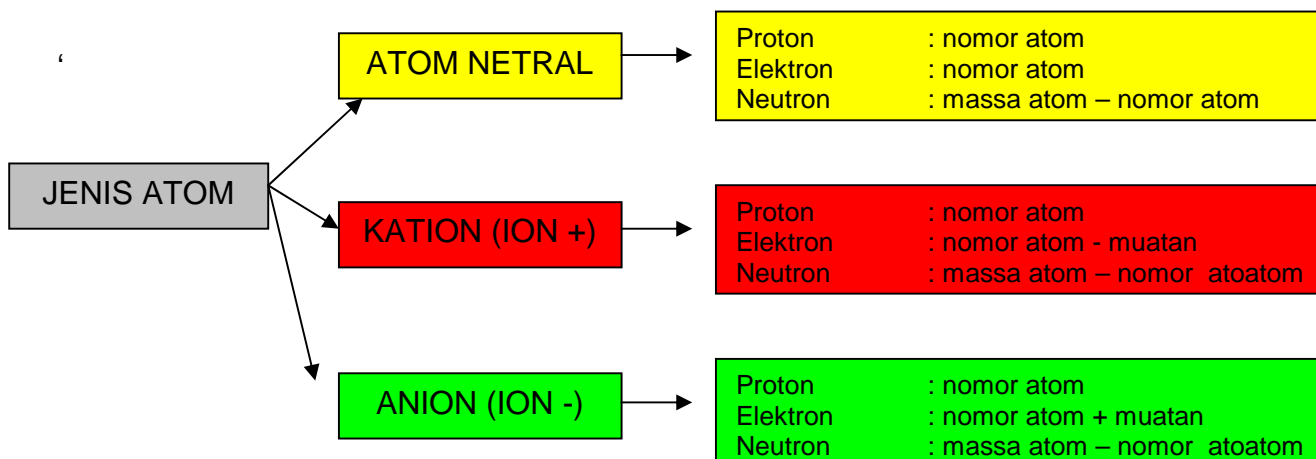 ‘
ATOM NETRAL
Proton : nomor atom
Elektron : nomor atom
Neutron : massa atom – nomor atom
JENIS ATOM
KATION (ION +)
Proton : nomor atom
Elektron : nomor atom - muatan
Neutron : massa atom – nomor atoatom
ANION (ION -)
Proton : nomor atom
Elektron : nomor atom + muatan
Neutron : massa atom – nomor atoatom